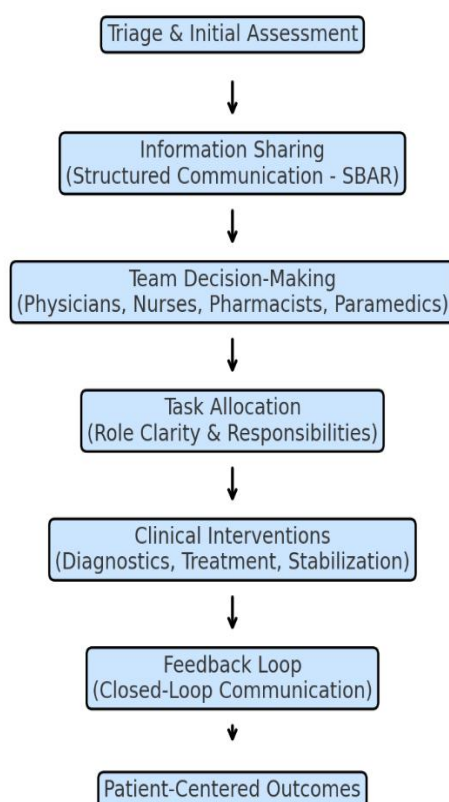 Triage & Initial Assessment
Information Sharing
(Structured Communication - SBAR)
Team Decision-Making
(Physicians, Nurses, Pharmacists, Paramedics)
Task Allocation
(Role Clarity & Responsibilities)
Clinical Interventions
(Diagnostics, Treatment, Stabilization)
Feedback Loop
(Closed-Loop Communication)
Patient-Centered Outcomes